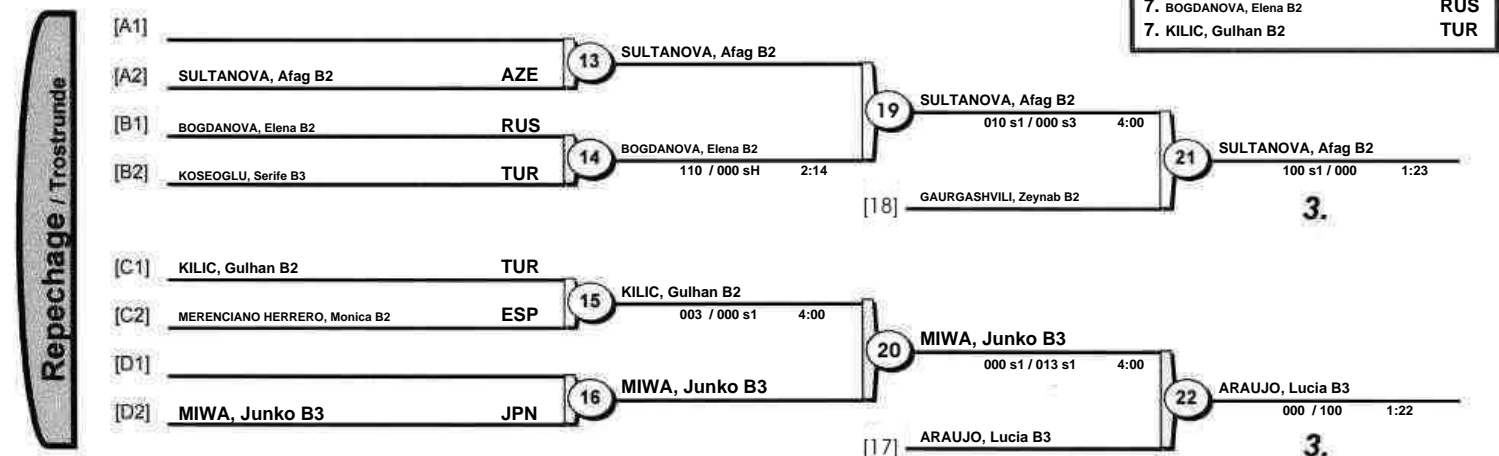 7. BOGDANOVA, Elena B2 RUS
7. KILIC, Gulhan B2 TUR
Repechage / Trostrunde
[A1]
13 SULTANOVA, Afag B2
[A2] SULTANOVA, Afag B2 AZE
19 SULTANOVA, Afag B2
010 s1 / 000 s3 4:00
[B1] BOGDANOVA, Elena B2 RUS
14 BOGDANOVA, Elena B2
110 / 000 sH 2:14
[B2] KOSEOGLU, Serife B3 TUR
21 SULTANOVA, Afag B2
100 s1 / 000 1:23
[18] GAURGASHVILI, Zeynab B2
3.
[C1] KILIC, Gulhan B2 TUR
15 KILIC, Gulhan B2
003 / 000 s1 4:00
[C2] MERENCIANO HERRERO, Monica B2 ESP
20 MIWA, Junko B3
000 s1 / 013 s1 4:00
[D1]
16 MIWA, Junko B3
[D2] MIWA, Junko B3 JPN
22 ARAUJO, Lucia B3
000 / 100 1:22
[17] ARAUJO, Lucia B3
3.